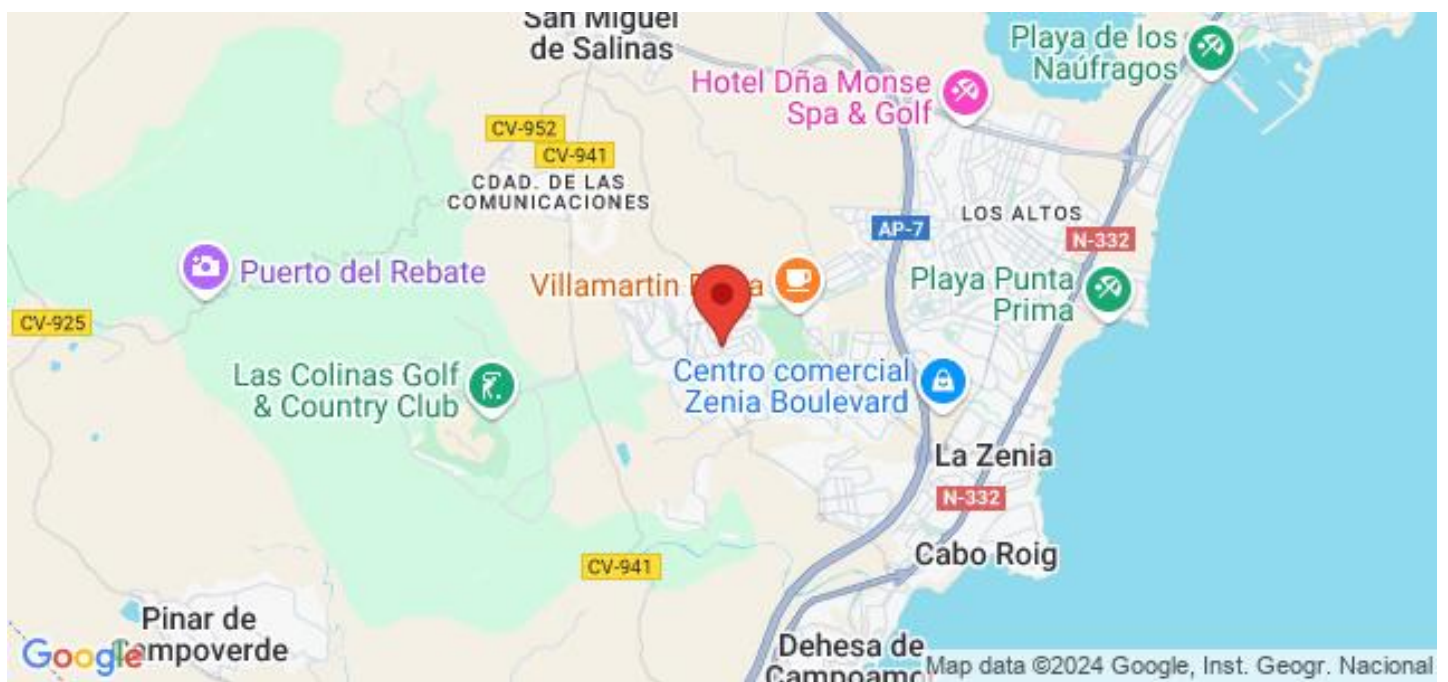 San Miguel
de Salinas
Playa de los
Naúfragos
Hotel Dña Monse
Spa & Golf
CV-952
CV-941
CDAD. DE LAS
COMUNICACIONES
LOS ALTOS
AP-7
N-332
Puerto del Rebate
Villamartin
Playa Punta
Prima
CV-925
Las Colinas Golf
& Country Club
Centro comercial
Zenia Boulevard
La Zenia
N-332
Cabo Roig
CV-941
Pinar de
Campoverde
Google
Dehesa de
Campoamor
Map data ©2024 Google, Inst. Geogr. Nacional